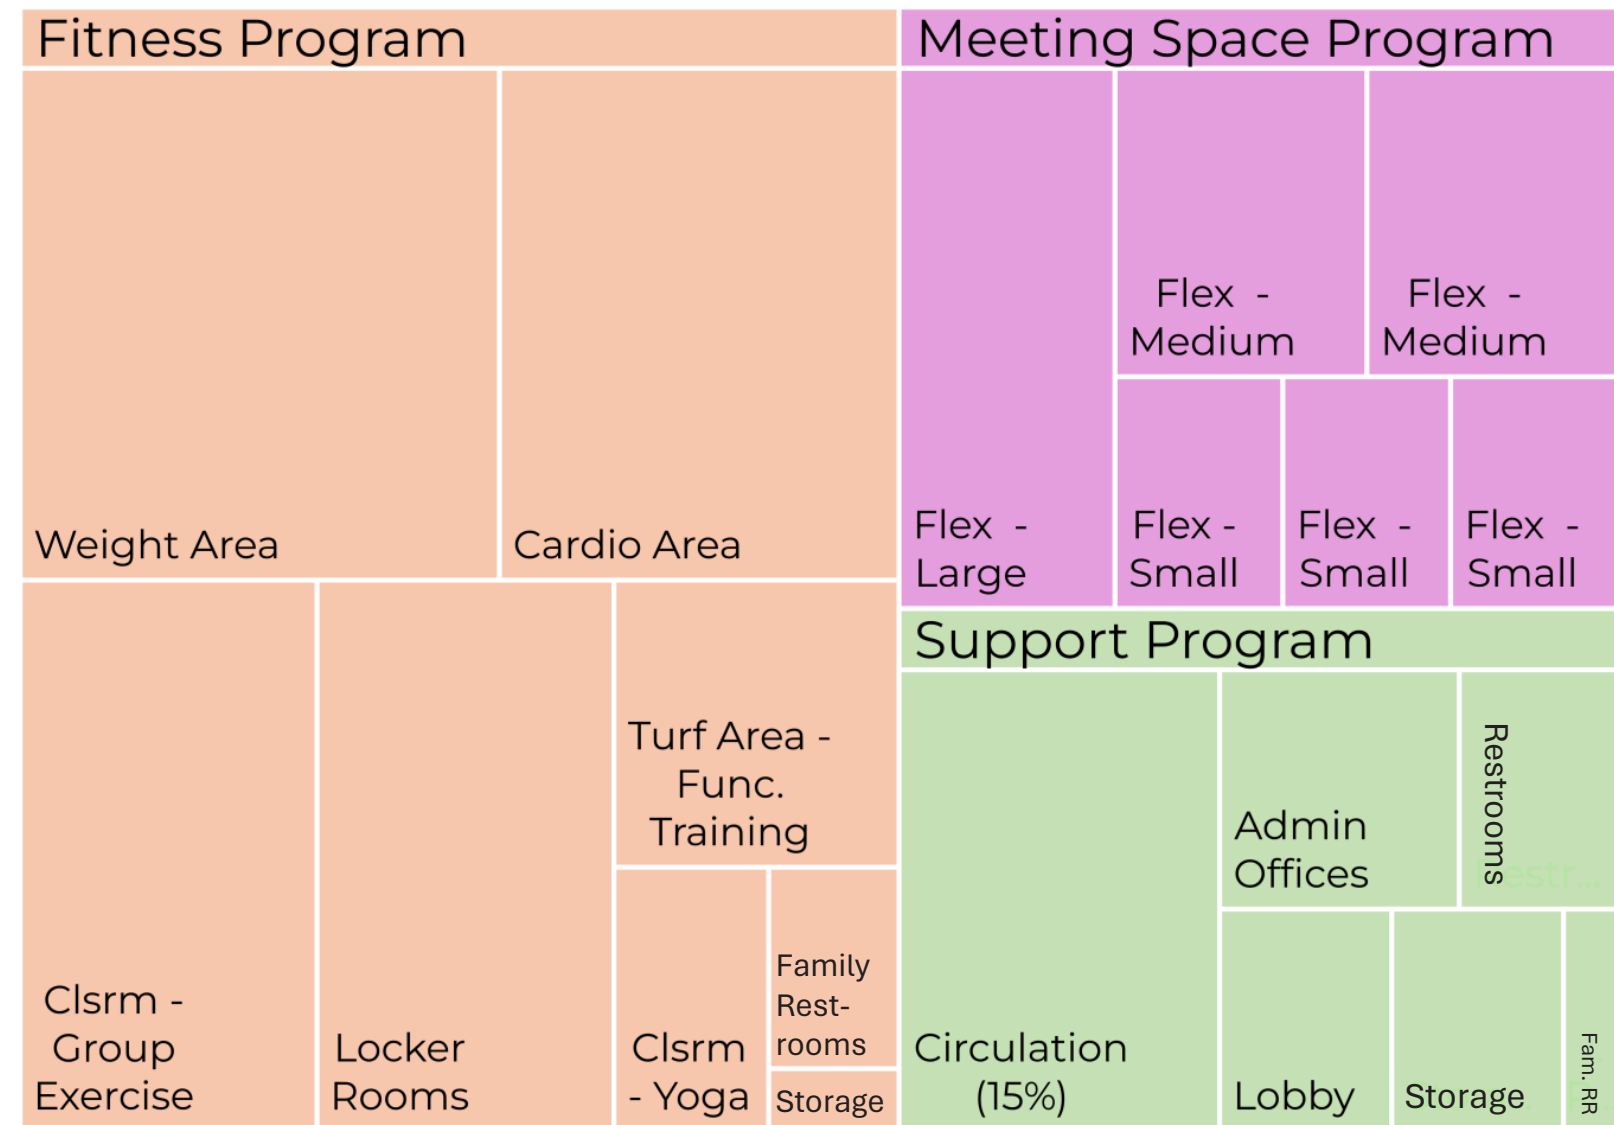 Fitness Program
Weight Area
Cardio Area
Clsrm -
Group
Exercise
Locker
Rooms
Turf Area -
Func.
Training
Clsrm
- Yoga
Family
Rest-
rooms
Storage
Meeting Space Program
Flex -
Large
Flex -
Medium
Flex -
Medium
Flex -
Small
Flex -
Small
Flex -
Small
Support Program
Circulation
(15%)
Admin
Offices
Restrooms
Restr...
Lobby
Storage
Fam. RR